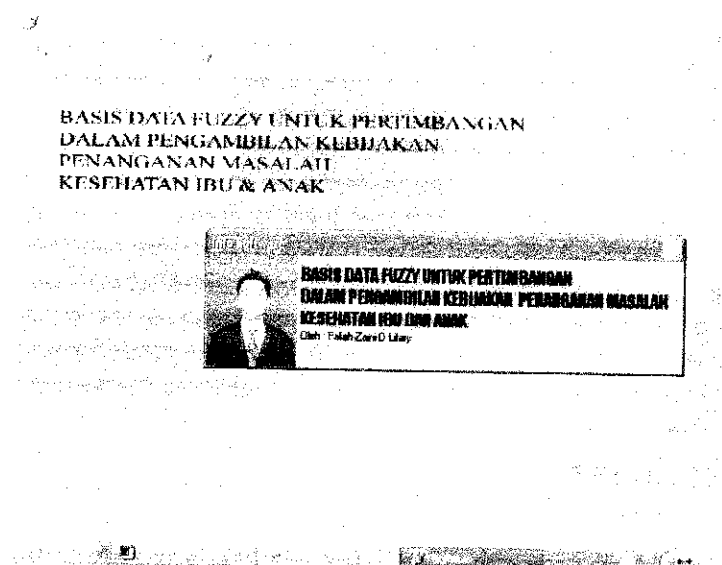 BASIS DATA FUZZY UNTUK PERTIMBANGAN
DALAM PENGAMBILAN KEBIJAKAN
PENANGANAN MASALAH
KESEHATAN IBU & ANAK
BASIS DATA FUZZY UNTUK PERTIMBANGAN
DALAM PENGAMBILAN KEBIJAKAN PENANGANAN MASALAH
KESEHATAN IBU DAN ANAK
Oleh :